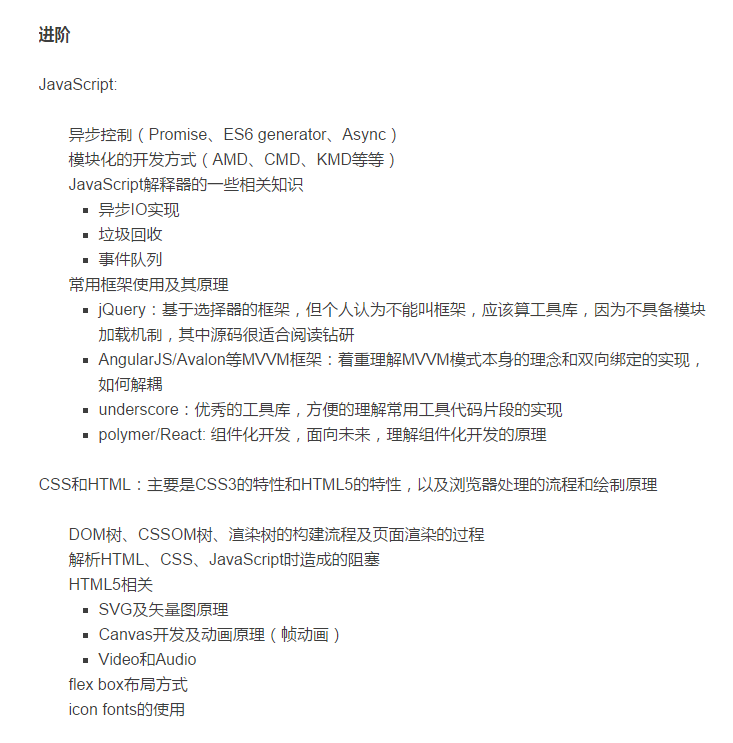 进阶
JavaScript:
异步控制（Promise、ES6 generator、Async）
模块化的开发方式（AMD、CMD、KMD等等）
JavaScript解释器的一些相关知识
▪ 异步IO实现
▪ 垃圾回收
▪ 事件队列
常用框架使用及其原理
▪ jQuery：基于选择器的框架，但个人认为不能叫框架，应该算工具库，因为不具备模块
加载机制，其中源码很适合阅读钻研
▪ AngularJS/Avalon等MVVM框架：着重理解MVVM模式本身的理念和双向绑定的实现，
如何解耦
▪ underscore：优秀的工具库，方便的理解常用工具代码片段的实现
▪ polymer/React: 组件化开发，面向未来，理解组件化开发的原理
CSS和HTML：主要是CSS3的特性和HTML5的特性，以及浏览器处理的流程和绘制原理
DOM树、CSSOM树、渲染树的构建流程及页面渲染的过程
解析HTML、CSS、JavaScript时造成的阻塞
HTML5相关
▪ SVG及矢量图原理
▪ Canvas开发及动画原理（帧动画）
▪ Video和Audio
flex box布局方式
icon fonts的使用